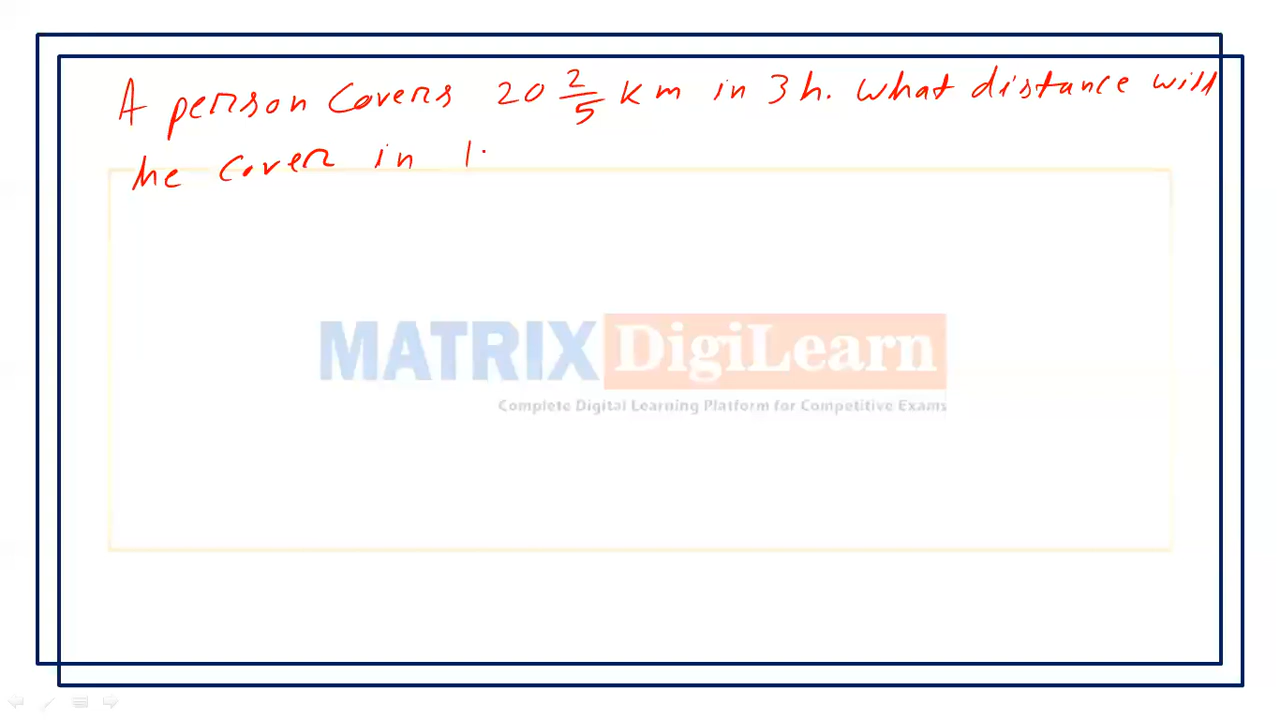 A person covers 20 2/5 km in 3 h. What distance will
he cover in 1.
MATRIX DigiLearn
Complete Digital Learning Platform for Competitive Exams